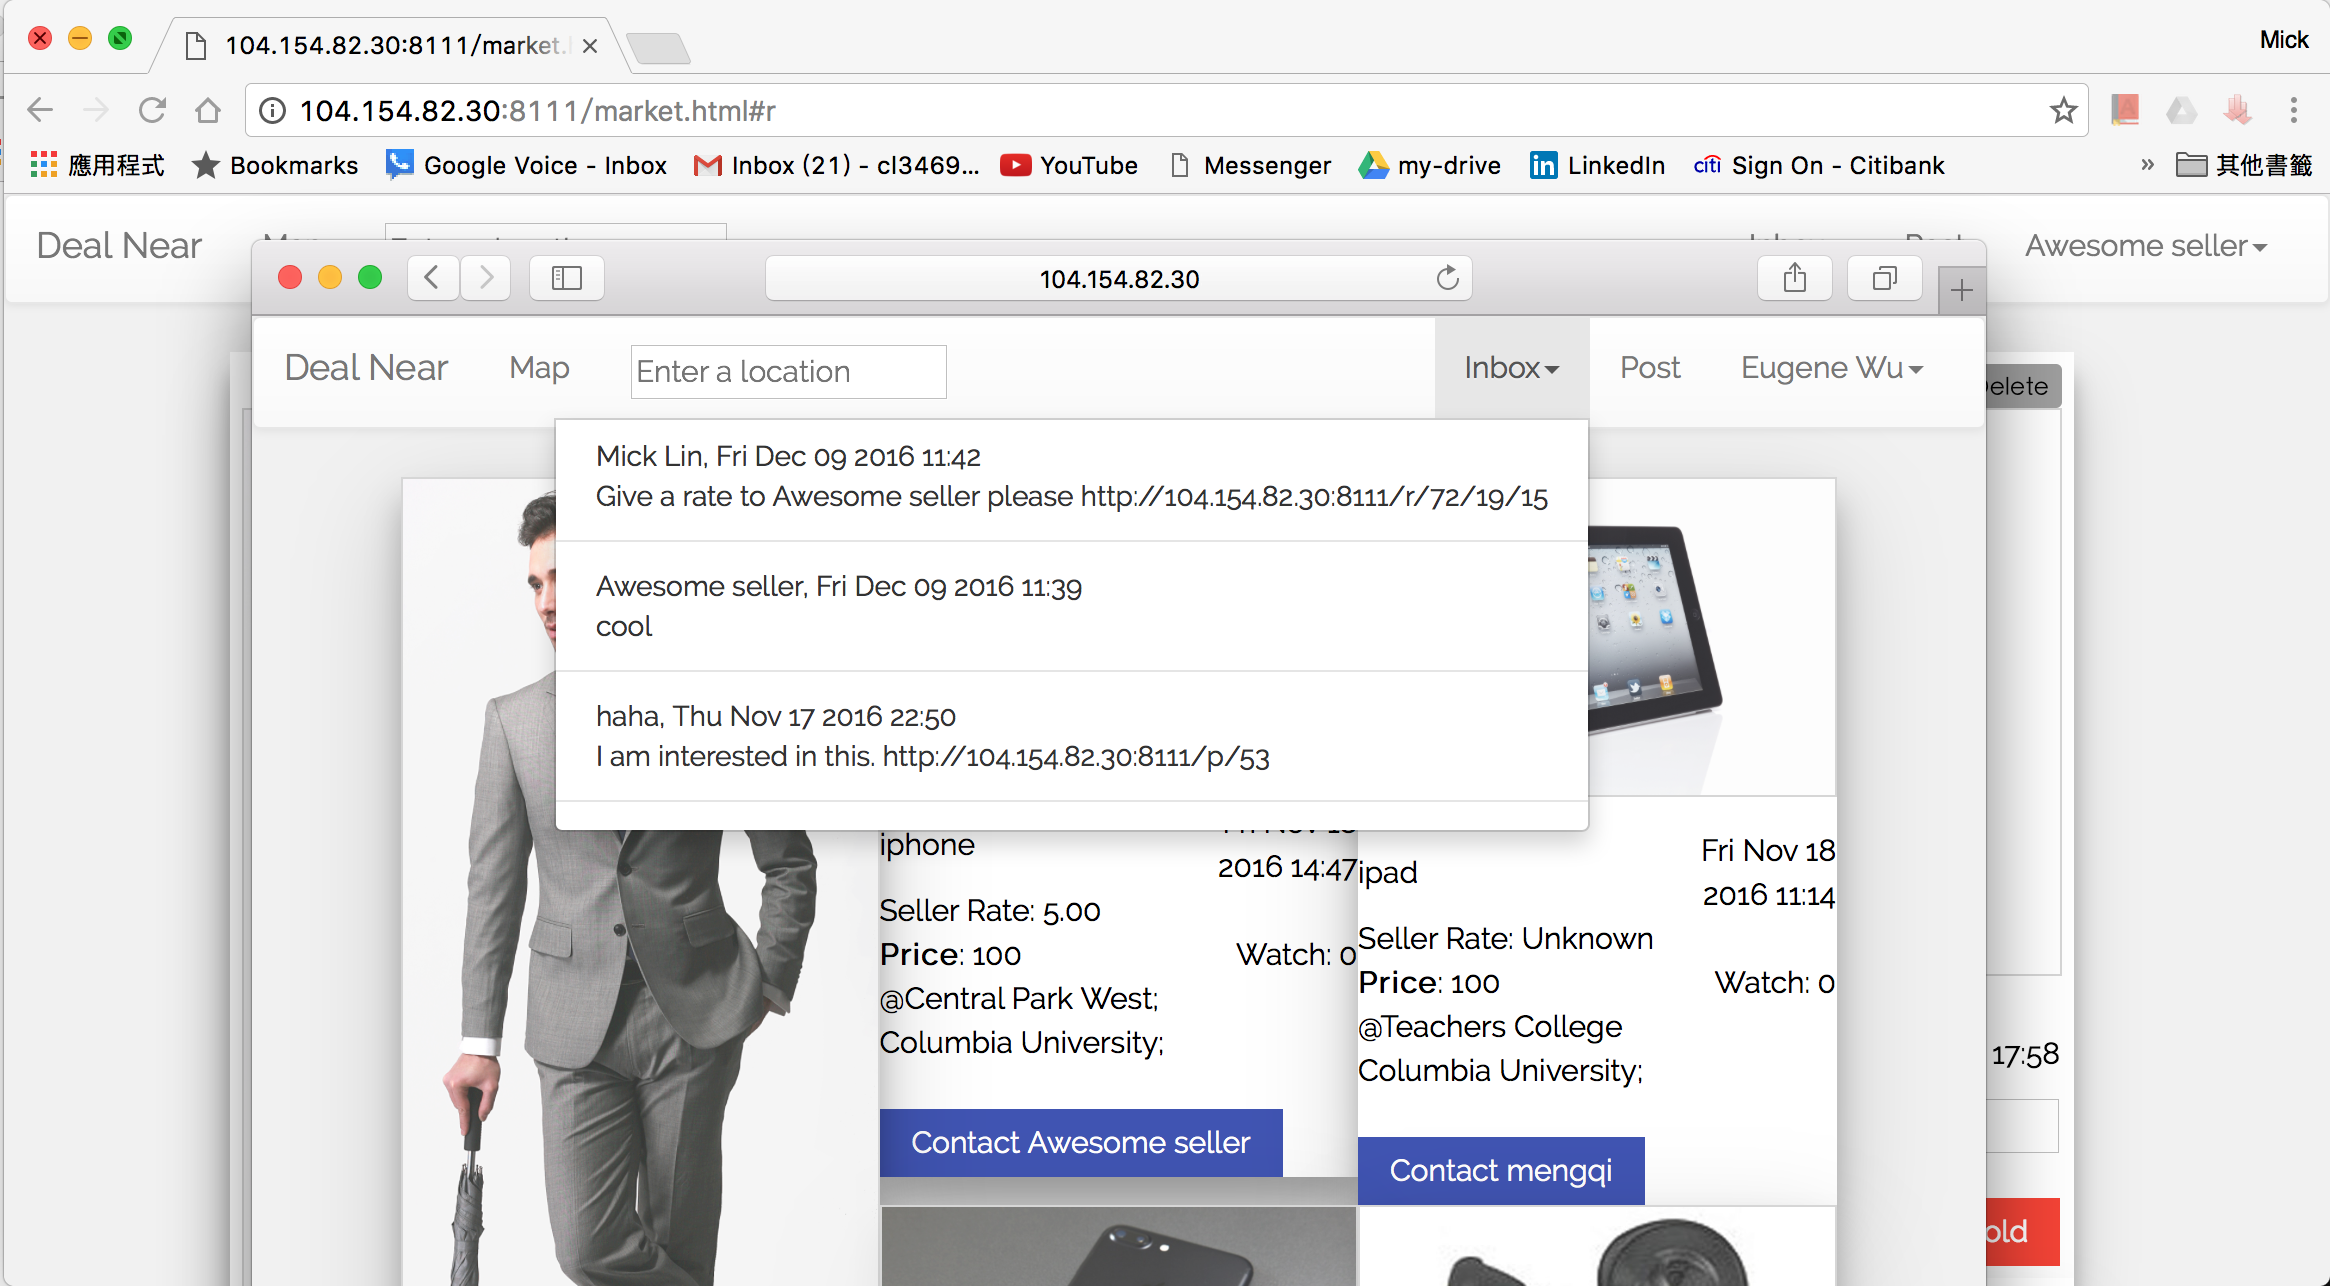 104.154.82.30:8111/market.
Mick
104.154.82.30:8111/market.html#r
應用程式 Bookmarks Google Voice - Inbox Inbox (21) - cl3469... YouTube Messenger my-drive LinkedIn citi Sign On - Citibank » 其他書籤
Deal Near Awesome seller
104.154.82.30
Deal Near Map Enter a location Inbox Post Eugene Wu
elete
Mick Lin, Fri Dec 09 2016 11:42
Give a rate to Awesome seller please http://104.154.82.30:8111/r/72/19/15
Awesome seller, Fri Dec 09 2016 11:39
cool
haha, Thu Nov 17 2016 22:50
I am interested in this. http://104.154.82.30:8111/p/53
iphone
2016 14:47
Seller Rate: 5.00
Price: 100 Watch: 0
@Central Park West;
Columbia University;
Contact Awesome seller
ipad
Fri Nov 18
2016 11:14
Seller Rate: Unknown
Price: 100 Watch: 0
@Teachers College
Columbia University;
Contact mengqi
17:58
old